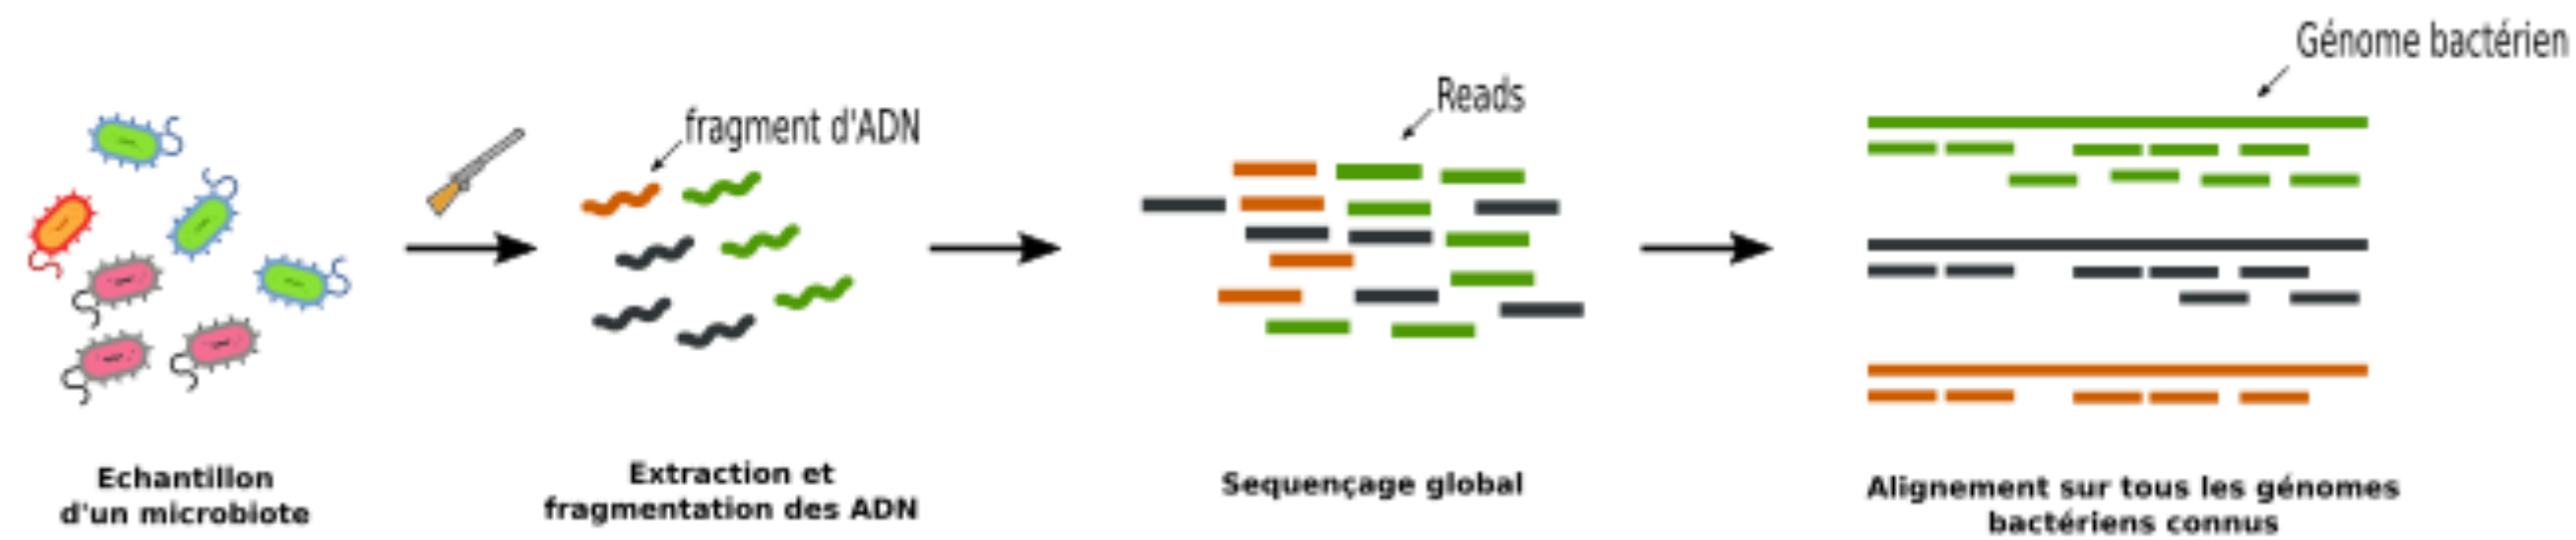 Génome bactérien
Reads
fragment d'ADN
Echantillon
d'un microbiote
Extraction et
fragmentation des ADN
Sequençage global
Alignement sur tous les génomes
bactériens connus